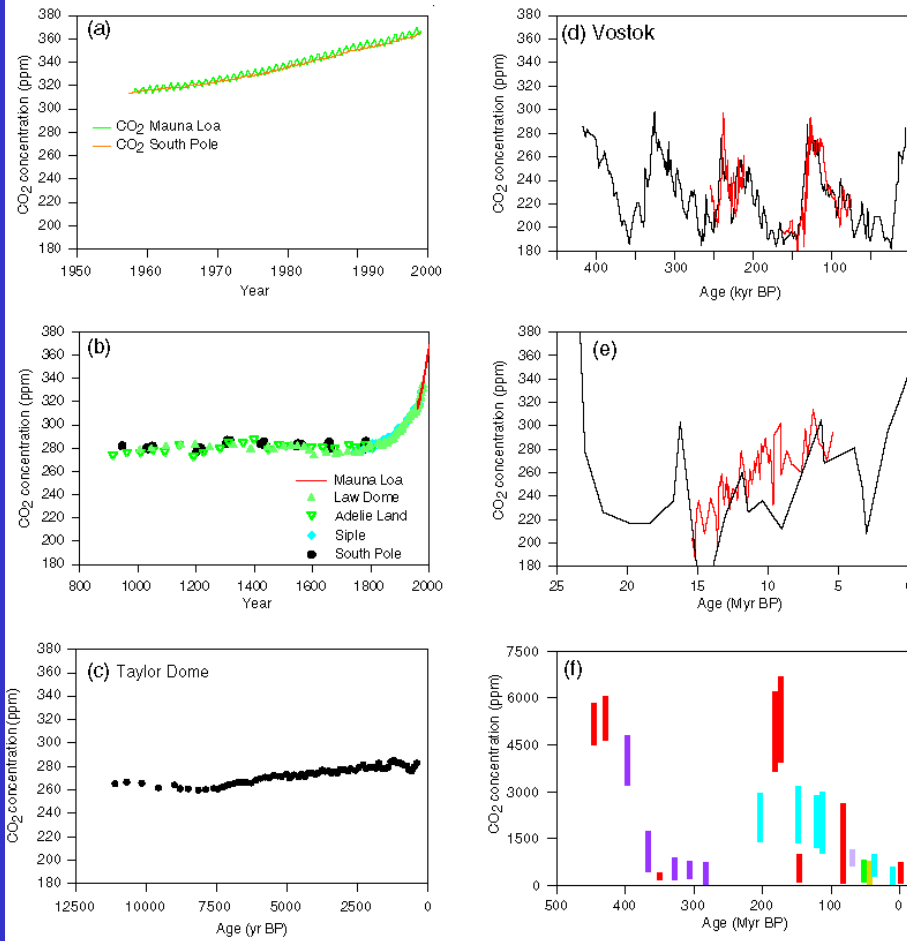 (a)
CO₂ concentration (ppm)
380
360
340
320
300
280
260
240
220
200
180
CO₂ Mauna Loa
CO₂ South Pole
1950 1960 1970 1980 1990 2000
Year
(b)
CO₂ concentration (ppm)
380
360
340
320
300
280
260
240
220
200
180
Mauna Loa
Law Dome
Adelie Land
Siple
South Pole
800 1000 1200 1400 1600 1800 2000
Year
(c) Taylor Dome
CO₂ concentration (ppm)
380
360
340
320
300
280
260
240
220
200
180
12500 10000 7500 5000 2500 0
Age (yr BP)
(d) Vostok
CO₂ concentration (ppm)
380
360
340
320
300
280
260
240
220
200
180
400 300 200 100 0
Age (kyr BP)
(e)
CO₂ concentration (ppm)
380
360
340
320
300
280
260
240
220
200
180
25 20 15 10 5 0
Age (Myr BP)
(f)
CO₂ concentration (ppm)
7500
6000
4500
3000
1500
0
500 400 300 200 100 0
Age (Myr BP)